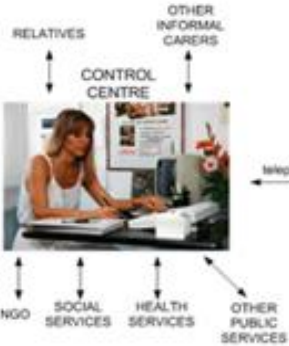 OTHER
INFORMAL
CARERS
RELATIVES
CONTROL
CENTRE
telep
NGO
SOCIAL
SERVICES
HEALTH
SERVICES
OTHER
PUBLIC
SERVICES